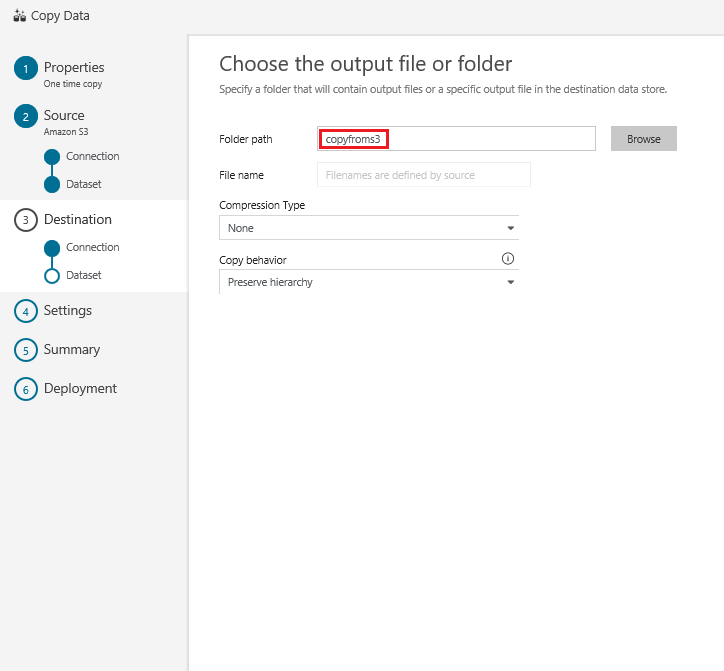 Copy Data
1 Properties
One time copy
2 Source
Amazon S3
Connection
Dataset
3 Destination
Connection
Dataset
4 Settings
5 Summary
6 Deployment
Choose the output file or folder
Specify a folder that will contain output files or a specific output file in the destination data store.
Folder path copyfroms3 Browse
File name Filenames are defined by source
Compression Type
None
Copy behavior
Preserve hierarchy